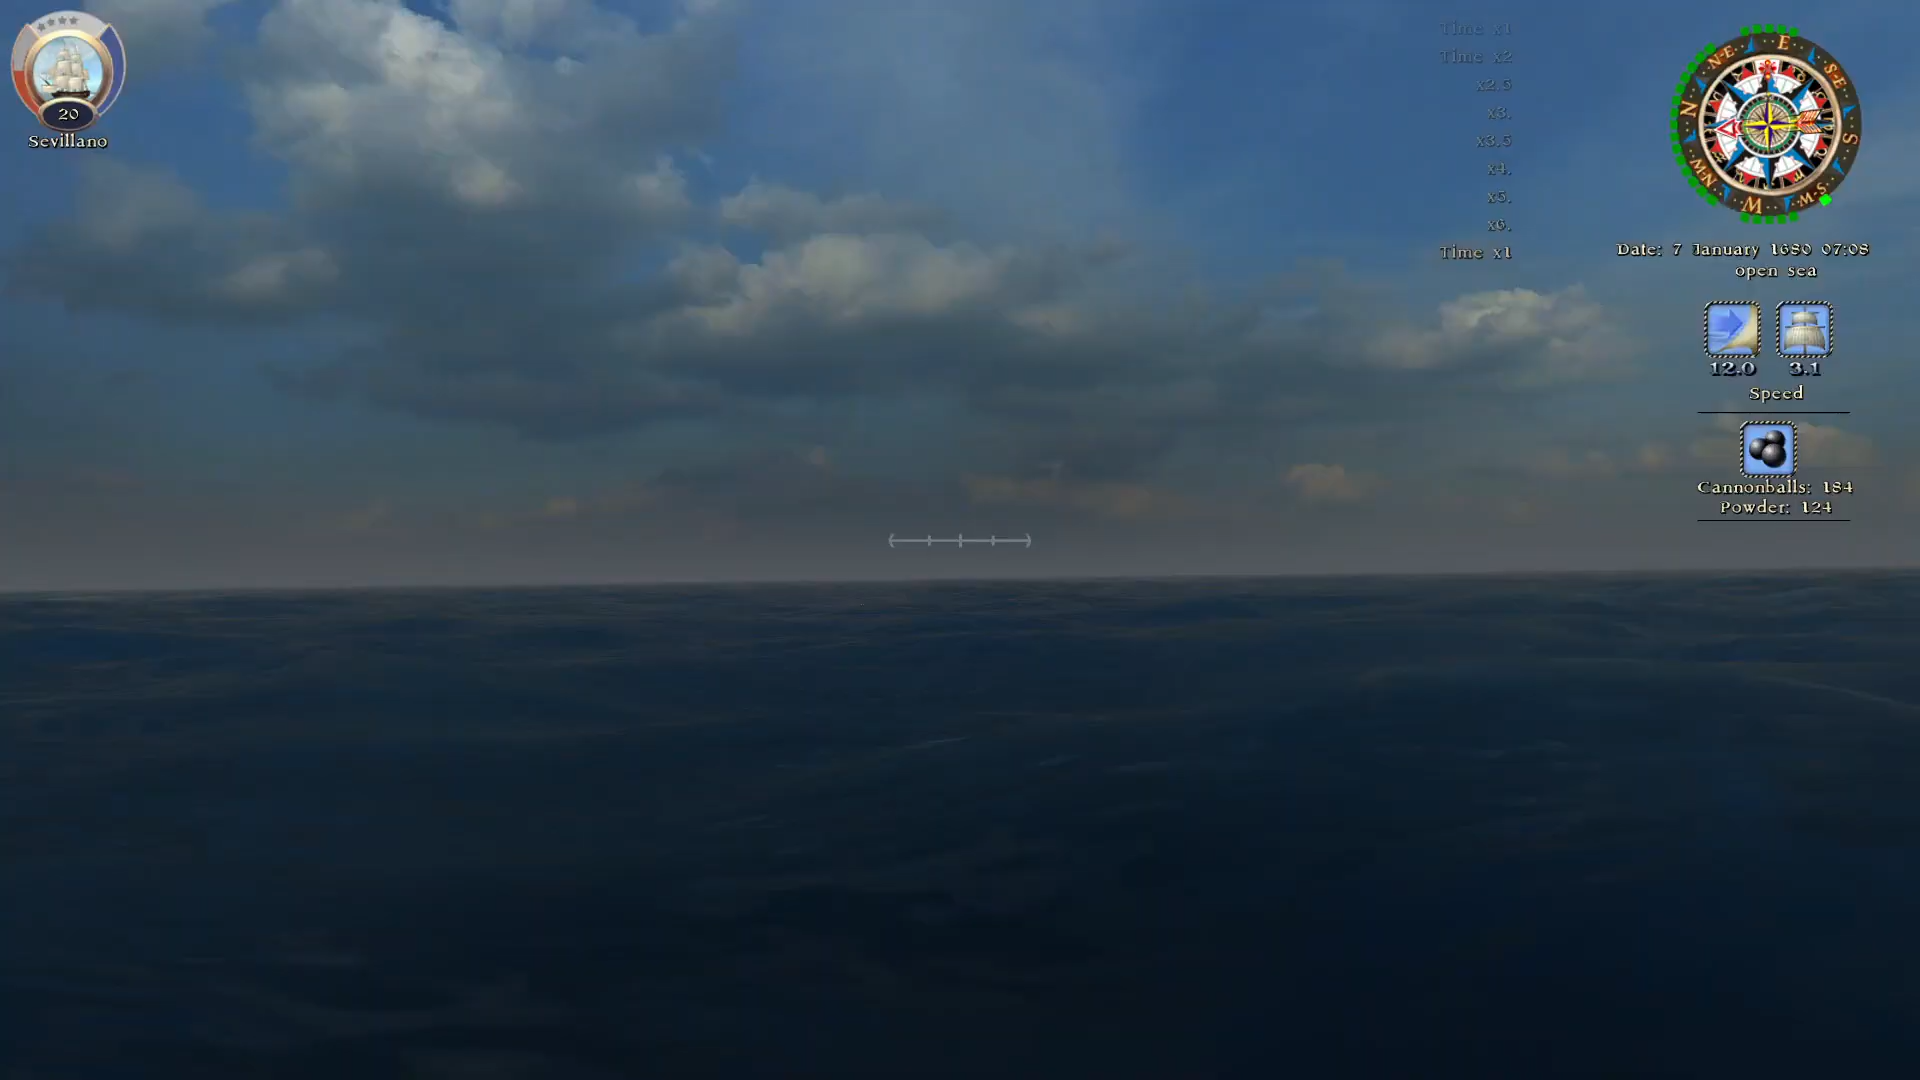 20
Sevillano
Time x1
Time x2
x2.5
x3.
x3.5
x4.
x5.
x6.
Time x1
N-E
E
S-E
N
S
N-W
W
S-W
Date: 7 January 1680 07:08
open sea
12.0 3.1
Speed
Cannonballs: 184
Powder: 124